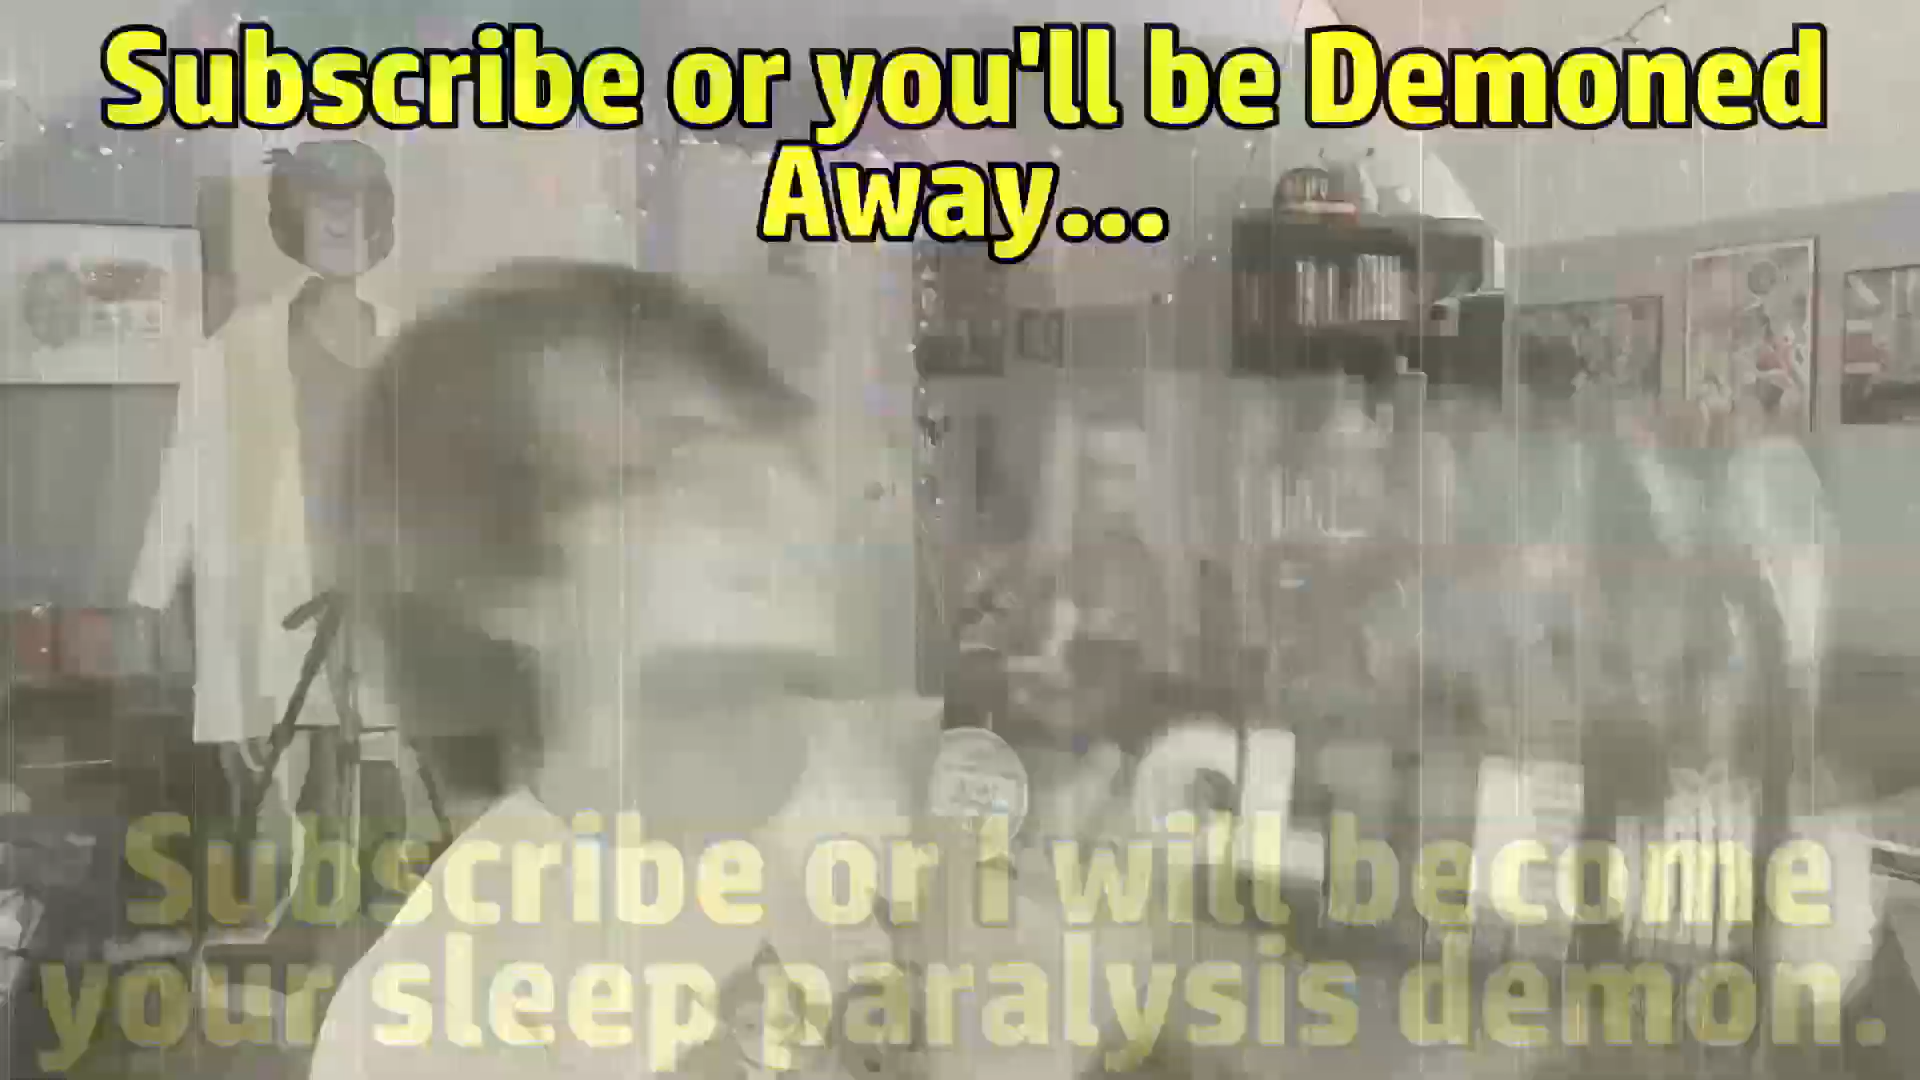 Subscribe or you'll be Demoned
Away...
Subscribe or i will become
your sleep paralysis demon.